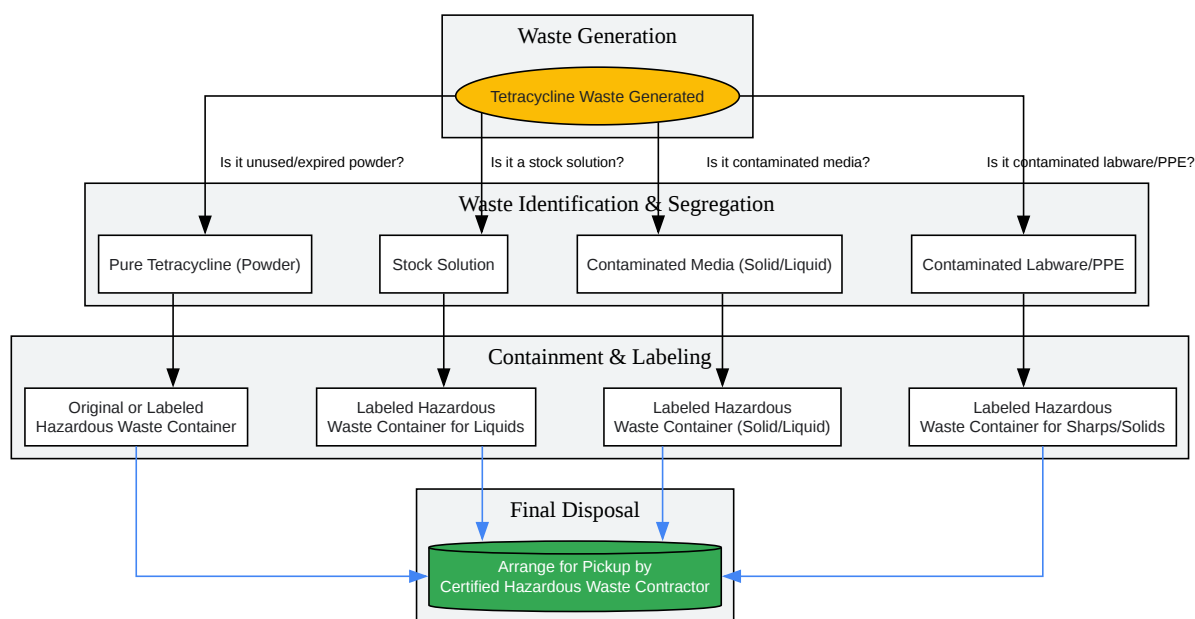 Waste Generation
Tetracycline Waste Generated
Is it unused/expired powder?
Is it a stock solution?
Is it contaminated media?
Is it contaminated labware/PPE?
Waste Identification & Segregation
Pure Tetracycline (Powder)
Stock Solution
Contaminated Media (Solid/Liquid)
Contaminated Labware/PPE
Containment & Labeling
Original or Labeled
Hazardous Waste Container
Labeled Hazardous
Waste Container for Liquids
Labeled Hazardous
Waste Container (Solid/Liquid)
Labeled Hazardous
Waste Container for Sharps/Solids
Final Disposal
Arrange for Pickup by
Certified Hazardous Waste Contractor